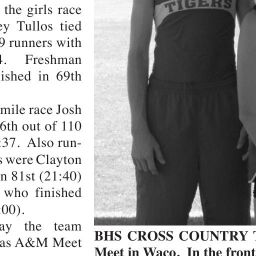 the girls race
ey Tullos tied
9 runners with
4. Freshman
ished in 69th
mile race Josh
6th out of 110
:37. Also run-
s were Clayton
n 81st (21:40)
who finished
:00).
ay the team
as A&M Meet
TIGERS
BHS CROSS COUNTRY T
Meet in Waco. In the front